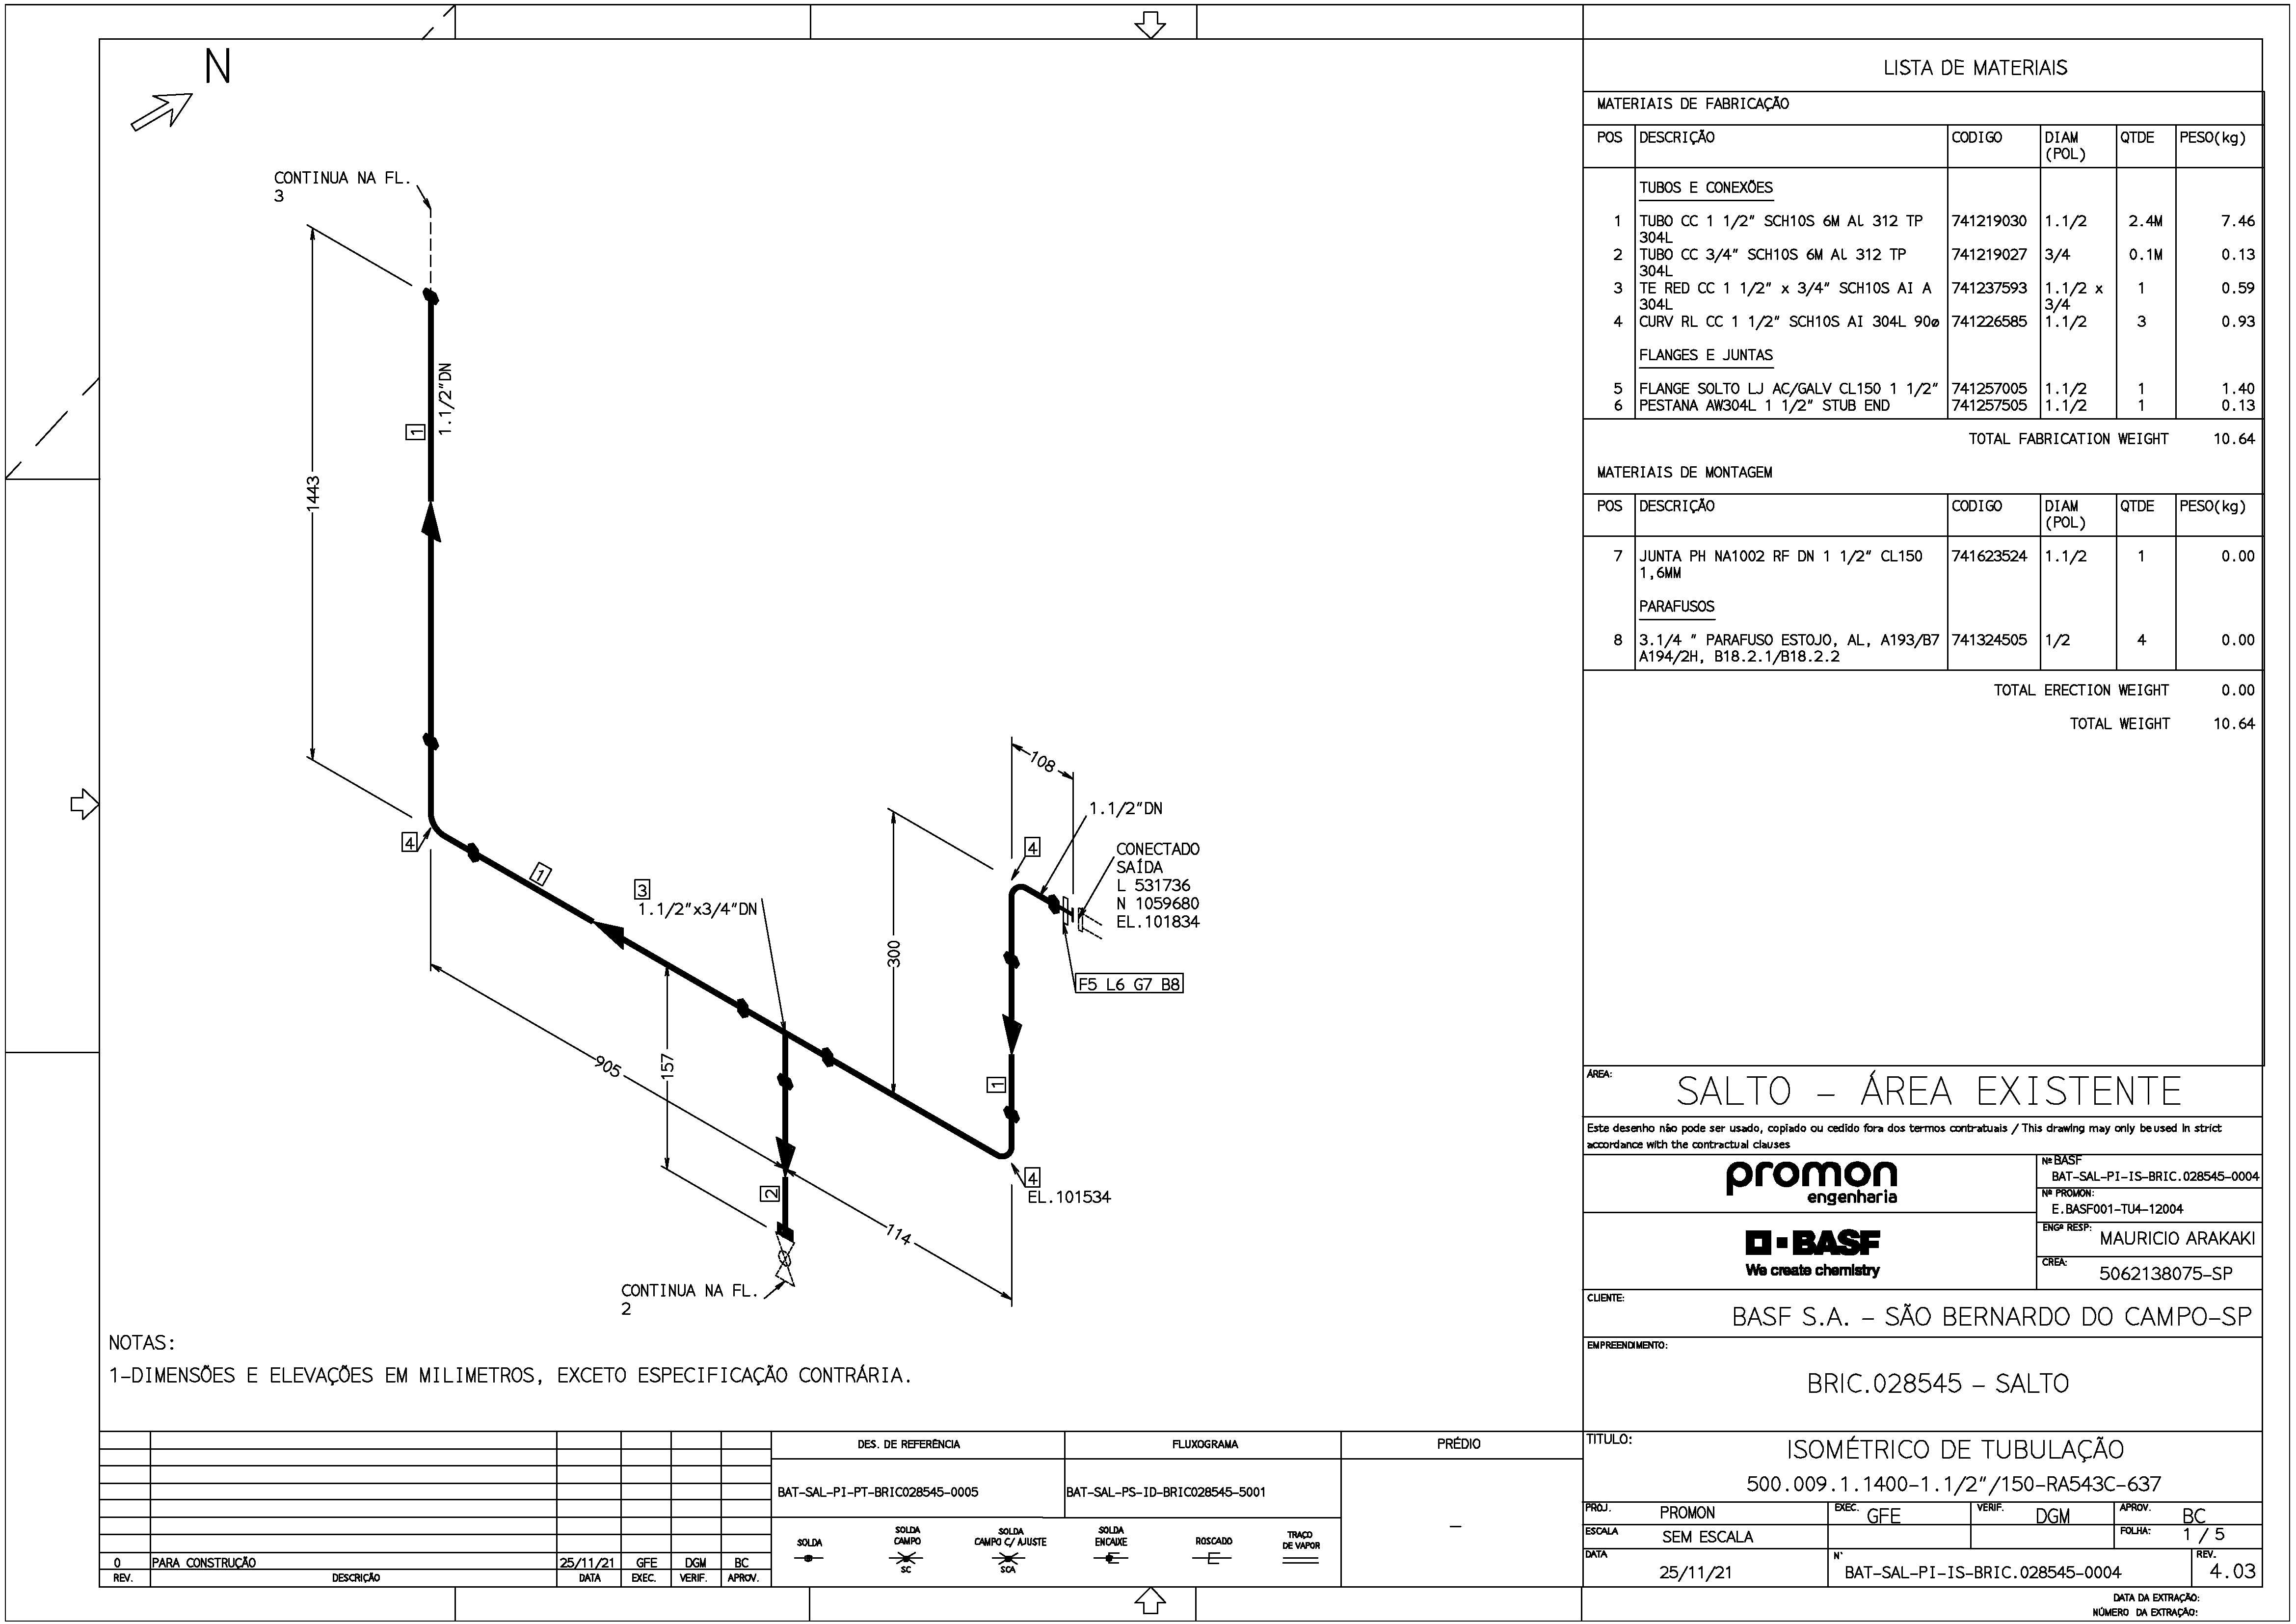 N
CONTINUA NA FL.
3
1443
1
1.1/2"DN
4
1
3
1.1/2"x3/4"DN
905
157
2
CONTINUA NA FL.
2
114
300
1
4
EL.101534
108
1.1/2"DN
4
CONECTADO
SAÍDA
L 531736
N 1059680
EL.101834
F5 L6 G7 B8
NOTAS:
1-DIMENSÕES E ELEVAÇÕES EM MILIMETROS, EXCETO ESPECIFICAÇÃO CONTRÁRIA.
LISTA DE MATERIAIS
MATERIAIS DE FABRICAÇÃO
POS DESCRIÇÃO CODIGO DIAM (POL) QTDE PESO(kg)
TUBOS E CONEXÕES
1 TUBO CC 1 1/2" SCH10S 6M AL 312 TP 741219030 1.1/2 2.4M 7.46
304L
2 TUBO CC 3/4" SCH10S 6M AL 312 TP 741219027 3/4 0.1M 0.13
304L
3 TE RED CC 1 1/2" x 3/4" SCH10S AI A 741237593 1.1/2 x 1 0.59
304L 3/4
4 CURV RL CC 1 1/2" SCH10S AI 304L 90ø 741226585 1.1/2 3 0.93
FLANGES E JUNTAS
5 FLANGE SOLTO LJ AC/GALV CL150 1 1/2" 741257005 1.1/2 1 1.40
6 PESTANA AW304L 1 1/2" STUB END 741257505 1.1/2 1 0.13
TOTAL FABRICATION WEIGHT 10.64
MATERIAIS DE MONTAGEM
POS DESCRIÇÃO CODIGO DIAM (POL) QTDE PESO(kg)
7 JUNTA PH NA1002 RF DN 1 1/2" CL150 741623524 1.1/2 1 0.00
1,6MM
PARAFUSOS
8 3.1/4 " PARAFUSO ESTOJO, AL, A193/B7 741324505 1/2 4 0.00
A194/2H, B18.2.1/B18.2.2
TOTAL ERECTION WEIGHT 0.00
TOTAL WEIGHT 10.64
ÁREA:
SALTO - ÁREA EXISTENTE
Este desenho não pode ser usado, copiado ou cedido fora dos termos contratuais / This drawing may only be used in strict
accordance with the contractual clauses
promon
engenharia
Nº BASF
BAT-SAL-PI-IS-BRIC.028545-0004
Nº PROMON:
E.BASF001-TU4-12004
BASF
We create chemistry
ENGº RESP:
MAURICIO ARAKAKI
CREA:
5062138075-SP
CLIENTE:
BASF S.A. - SÃO BERNARDO DO CAMPO-SP
EMPREENDIMENTO:
BRIC.028545 - SALTO
TITULO:
ISOMÉTRICO DE TUBULAÇÃO
500.009.1.1400-1.1/2"/150-RA543C-637
PROJ. PROMON EXEC. GFE VERIF. DGM APROV. BC
ESCALA SEM ESCALA FOLHA: 1 / 5
DATA 25/11/21 N° BAT-SAL-PI-IS-BRIC.028545-0004 REV. 4.03
DATA DA EXTRAÇÃO:
NÚMERO DA EXTRAÇÃO:
DES. DE REFERÊNCIA FLUXOGRAMA PRÉDIO
BAT-SAL-PI-PT-BRIC028545-0005 BAT-SAL-PS-ID-BRIC028545-5001 -
SOLDA
SOLDA CAMPO
SC
SOLDA CAMPO C/ AJUSTE
SCA
SOLDA ENCAIXE
ROSCADO
TRAÇO DE VAPOR
0 PARA CONSTRUÇÃO 25/11/21 GFE DGM BC
REV. DESCRIÇÃO DATA EXEC. VERIF. APROV.